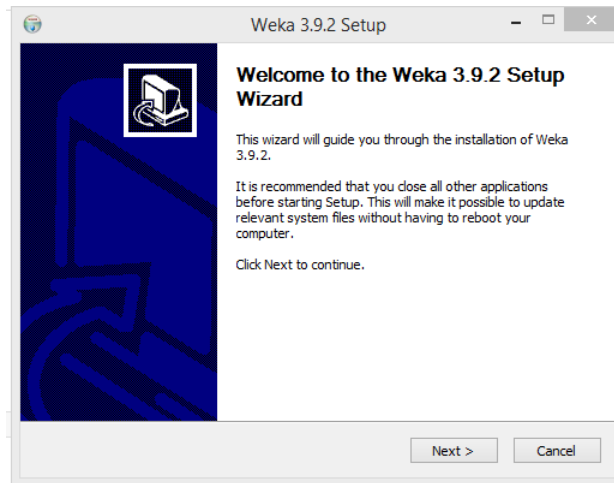 Weka 3.9.2 Setup
Welcome to the Weka 3.9.2 Setup
Wizard
This wizard will guide you through the installation of Weka
3.9.2.
It is recommended that you close all other applications
before starting Setup. This will make it possible to update
relevant system files without having to reboot your
computer.
Click Next to continue.
Next >
Cancel